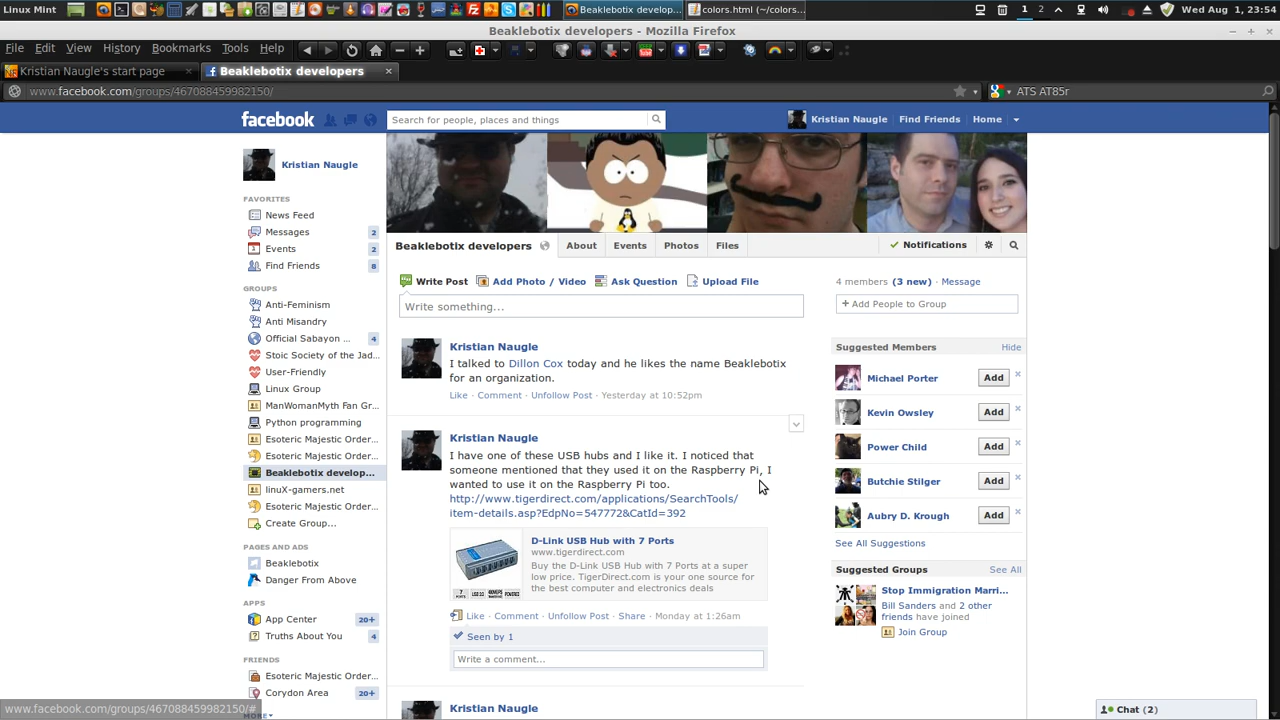 Linux Mint
Beaklebotix develop...
colors.html (~/colors...
1 2
Wed Aug 1, 23:54
Beaklebotix developers - Mozilla Firefox
File Edit View History Bookmarks Tools Help
Kristian Naugle's start page
Beaklebotix developers
www.facebook.com/groups/467088459982150/
ATS AT85r
facebook
Search for people, places and things
Kristian Naugle Find Friends Home
Kristian Naugle
FAVORITES
News Feed
Messages 2
Events 2
Find Friends 8
GROUPS
Anti-Feminism
Anti Misandry
Official Sabayon ... 4
Stoic Society of the Jad...
User-Friendly
Linux Group
ManWomanMyth Fan Gr...
Python programming
Esoteric Majestic Order...
Esoteric Majestic Order...
Beaklebotix develop...
linuX-gamers.net
Esoteric Majestic Order...
Create Group...
PAGES AND ADS
Beaklebotix
Danger From Above
APPS
App Center 20+
Truths About You 4
FRIENDS
Esoteric Majestic Order...
Corydon Area 20+
MORE
www.facebook.com/groups/467088459982150/#
Beaklebotix developers
About Events Photos Files
Notifications
Write Post Add Photo / Video Ask Question Upload File
Write something...
Kristian Naugle
I talked to Dillon Cox today and he likes the name Beaklebotix
for an organization.
Like · Comment · Unfollow Post · Yesterday at 10:52pm
Kristian Naugle
I have one of these USB hubs and I like it. I noticed that
someone mentioned that they used it on the Raspberry Pi, I
wanted to use it on the Raspberry Pi too.
http://www.tigerdirect.com/applications/SearchTools/
item-details.asp?EdpNo=547772&CatId=392
D-Link USB Hub with 7 Ports
www.tigerdirect.com
Buy the D-Link USB Hub with 7 Ports at a super
low price. TigerDirect.com is your one source for
the best computer and electronics deals
Like · Comment · Unfollow Post · Share · Monday at 1:26am
Seen by 1
Write a comment...
Kristian Naugle
4 members (3 new) · Message
+ Add People to Group
Suggested Members Hide
Michael Porter Add
Kevin Owsley Add
Power Child Add
Butchie Stilger Add
Aubry D. Krough Add
See All Suggestions
Suggested Groups See All
Stop Immigration Marri...
Bill Sanders and 2 other
friends have joined
Join Group
Chat (2)